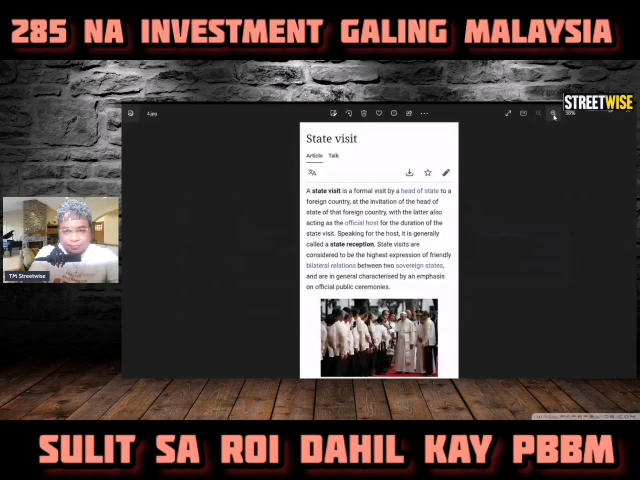 285 NA INVESTMENT GALING MALAYSIA
STREETWISE
4.jpg
38%
State visit
Article Talk
A state visit is a formal visit by a head of state to a
foreign country, at the invitation of the head of
state of that foreign country, with the latter also
acting as the official host for the duration of the
state visit. Speaking for the host, it is generally
called a state reception. State visits are
considered to be the highest expression of friendly
bilateral relations between two sovereign states,
and are in general characterised by an emphasis
on official public ceremonies.
TM Streetwise
SULIT SA ROI DAHIL KAY PBBM